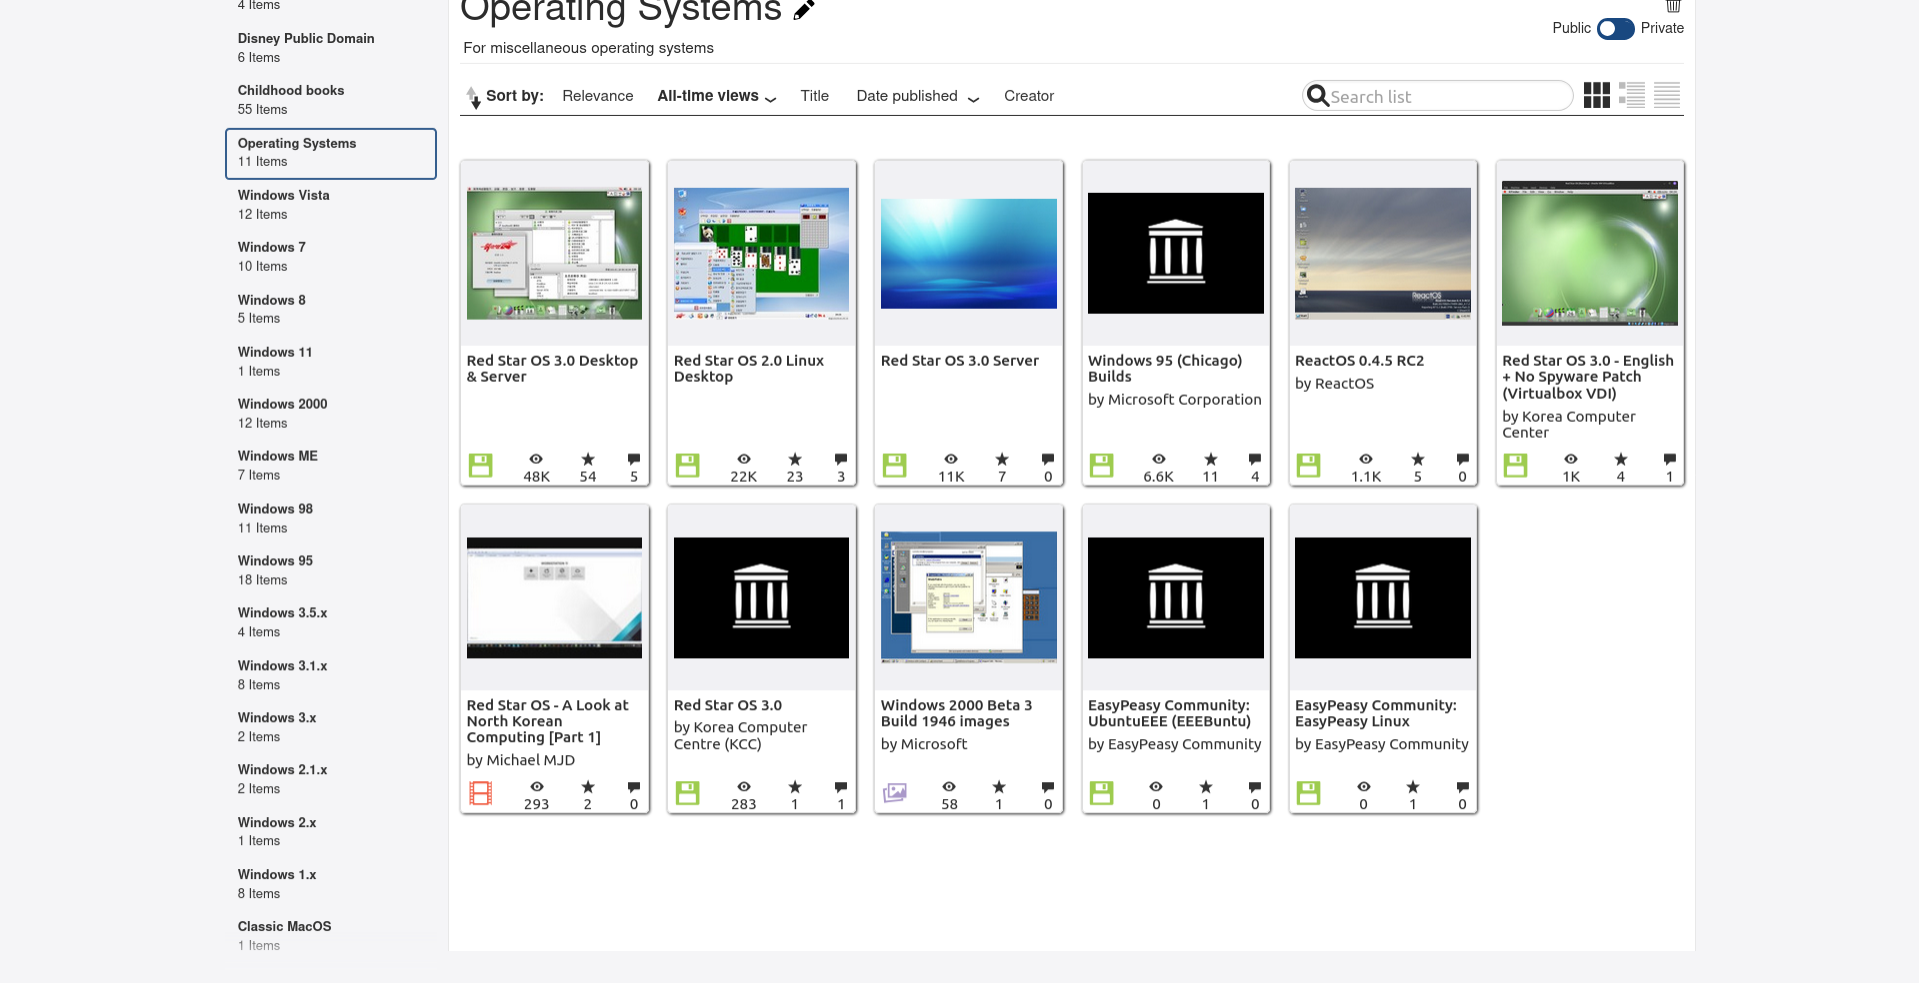 4 Items
Disney Public Domain
6 Items
Childhood books
55 Items
Operating Systems
11 Items
Windows Vista
12 Items
Windows 7
10 Items
Windows 8
5 Items
Windows 11
1 Items
Windows 2000
12 Items
Windows ME
7 Items
Windows 98
11 Items
Windows 95
18 Items
Windows 3.5.x
4 Items
Windows 3.1.x
8 Items
Windows 3.x
2 Items
Windows 2.1.x
2 Items
Windows 2.x
1 Items
Windows 1.x
8 Items
Classic MacOS
1 Items
Operating Systems
Public Private
For miscellaneous operating systems
Sort by: Relevance All-time views Title Date published Creator
Search list
Red Star OS 3.0 Desktop
& Server
48K 54 5
Red Star OS 2.0 Linux
Desktop
22K 23 3
Red Star OS 3.0 Server
11K 7 0
Windows 95 (Chicago)
Builds
by Microsoft Corporation
6.6K 11 4
ReactOS
ReactOS 0.4.5 RC2
by ReactOS
1.1K 5 0
Red Star OS 3.0 - English
+ No Spyware Patch
(Virtualbox VDI)
by Korea Computer
Center
1K 4 1
Red Star OS - A Look at
North Korean
Computing [Part 1]
by Michael MJD
293 2 0
Red Star OS 3.0
by Korea Computer
Centre (KCC)
283 1 1
Windows 2000 Beta 3
Build 1946 images
by Microsoft
58 1 0
EasyPeasy Community:
UbuntuEEE (EEEBuntu)
by EasyPeasy Community
0 1 0
EasyPeasy Community:
EasyPeasy Linux
by EasyPeasy Community
0 1 0